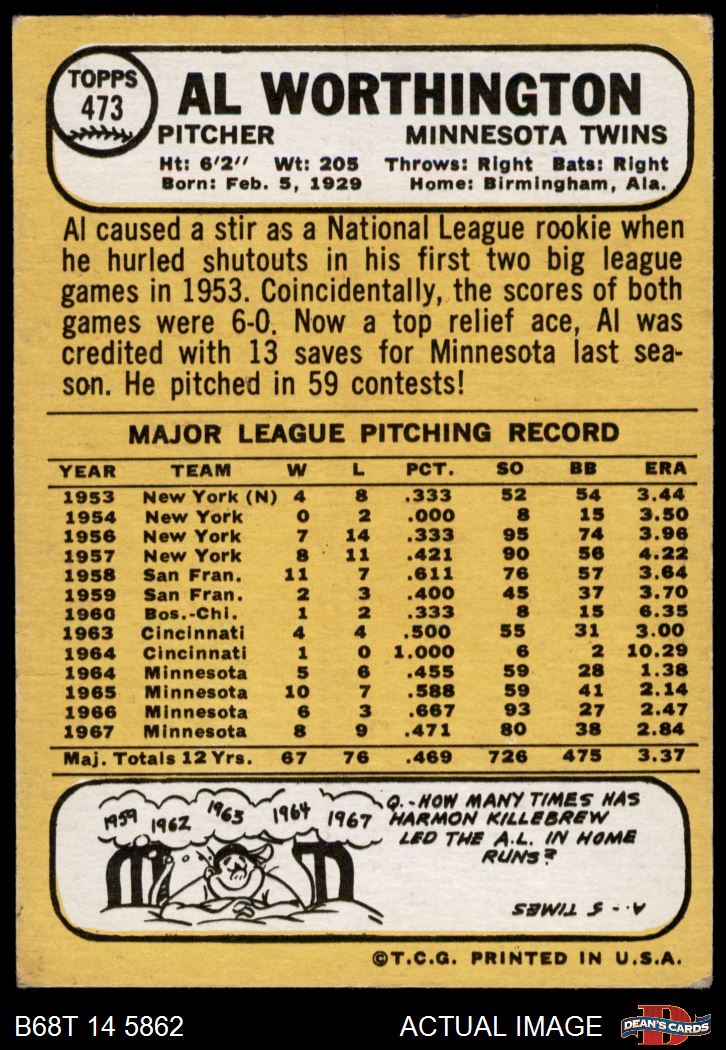 TOPPS
473
AL WORTHINGTON
PITCHER MINNESOTA TWINS
Ht: 6'2" Wt: 205 Throws: Right Bats: Right
Born: Feb. 5, 1929 Home: Birmingham, Ala.
Al caused a stir as a National League rookie when
he hurled shutouts in his first two big league
games in 1953. Coincidentally, the scores of both
games were 6-0. Now a top relief ace, Al was
credited with 13 saves for Minnesota last sea-
son. He pitched in 59 contests!
MAJOR LEAGUE PITCHING RECORD
YEAR TEAM W L PCT. SO BB ERA
1953 New York (N) 4 8 .333 52 54 3.44
1954 New York 0 2 .000 8 15 3.50
1956 New York 7 14 .333 95 74 3.96
1957 New York 8 11 .421 90 56 4.22
1958 San Fran. 11 7 .611 76 57 3.64
1959 San Fran. 2 3 .400 45 37 3.70
1960 Bos.-Chi. 1 2 .333 8 15 6.35
1963 Cincinnati 4 4 .500 55 31 3.00
1964 Cincinnati 1 0 1.000 6 2 10.29
1964 Minnesota 5 6 .455 59 28 1.38
1965 Minnesota 10 7 .588 59 41 2.14
1966 Minnesota 6 3 .667 93 27 2.47
1967 Minnesota 8 9 .471 80 38 2.84
Maj. Totals 12 Yrs. 67 76 .469 726 475 3.37
1959 1962 1963 1964 1967
Q.-HOW MANY TIMES HAS
HARMON KILLEBREW
LED THE A.L. IN HOME
RUNS?
A-- 5 TIMES
©T.C.G. PRINTED IN U.S.A.
B68T 14 5862 ACTUAL IMAGE
D
DEAN'S CARDS